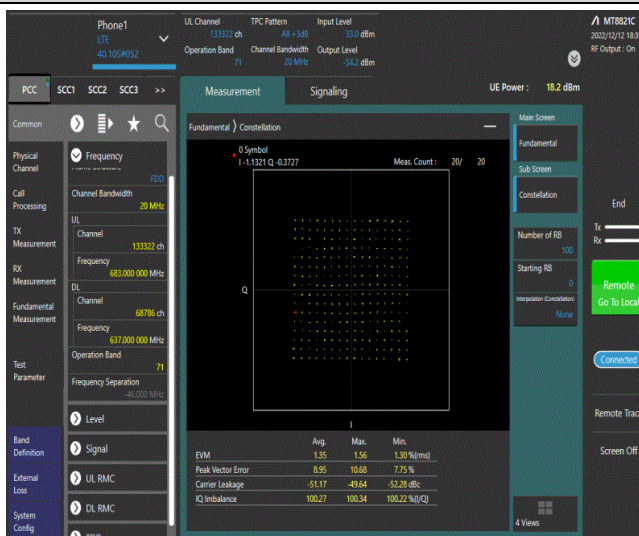 Phone1
LTE
40.105#052
UL Channel TPC Pattern Input Level
133322 ch All +3dB 33.0 dBm
Operation Band Channel Bandwidth Output Level
71 20 MHz -54.2 dBm
MT8821C
2022/12/12 18:39
RF Output : On
PCC SCC1 SCC2 SCC3 >>
Measurement Signaling
UE Power : 18.2 dBm
Common
Physical
Channel
Call
Processing
TX
Measurement
RX
Measurement
Fundamental
Measurement
Test
Parameter
Band
Definition
External
Loss
System
Config
Frequency
FDD
Channel Bandwidth
20 MHz
UL
Channel
133322 ch
Frequency
683.000 000 MHz
DL
Channel
68786 ch
Frequency
637.000 000 MHz
Operation Band
71
Frequency Separation
-46.000 MHz
Level
Signal
UL RMC
DL RMC
Fundamental > Constellation
0 Symbol
I -1.1321 Q -0.3727
Meas. Count : 20/ 20
Q
I
Avg. Max. Min.
EVM 1.35 1.56 1.30 %(rms)
Peak Vector Error 8.95 10.68 7.75 %
Carrier Leakage -51.17 -49.64 -52.28 dBc
IQ Imbalance 100.27 100.34 100.22 %(I/Q)
Main Screen
Fundamental
Sub Screen
Constellation
Number of RB
100
Starting RB
0
Interpolation (Constellation)
None
4 Views
End
Tx
Rx
Remote
Go To Local
Connected
Remote Trac
Screen Off